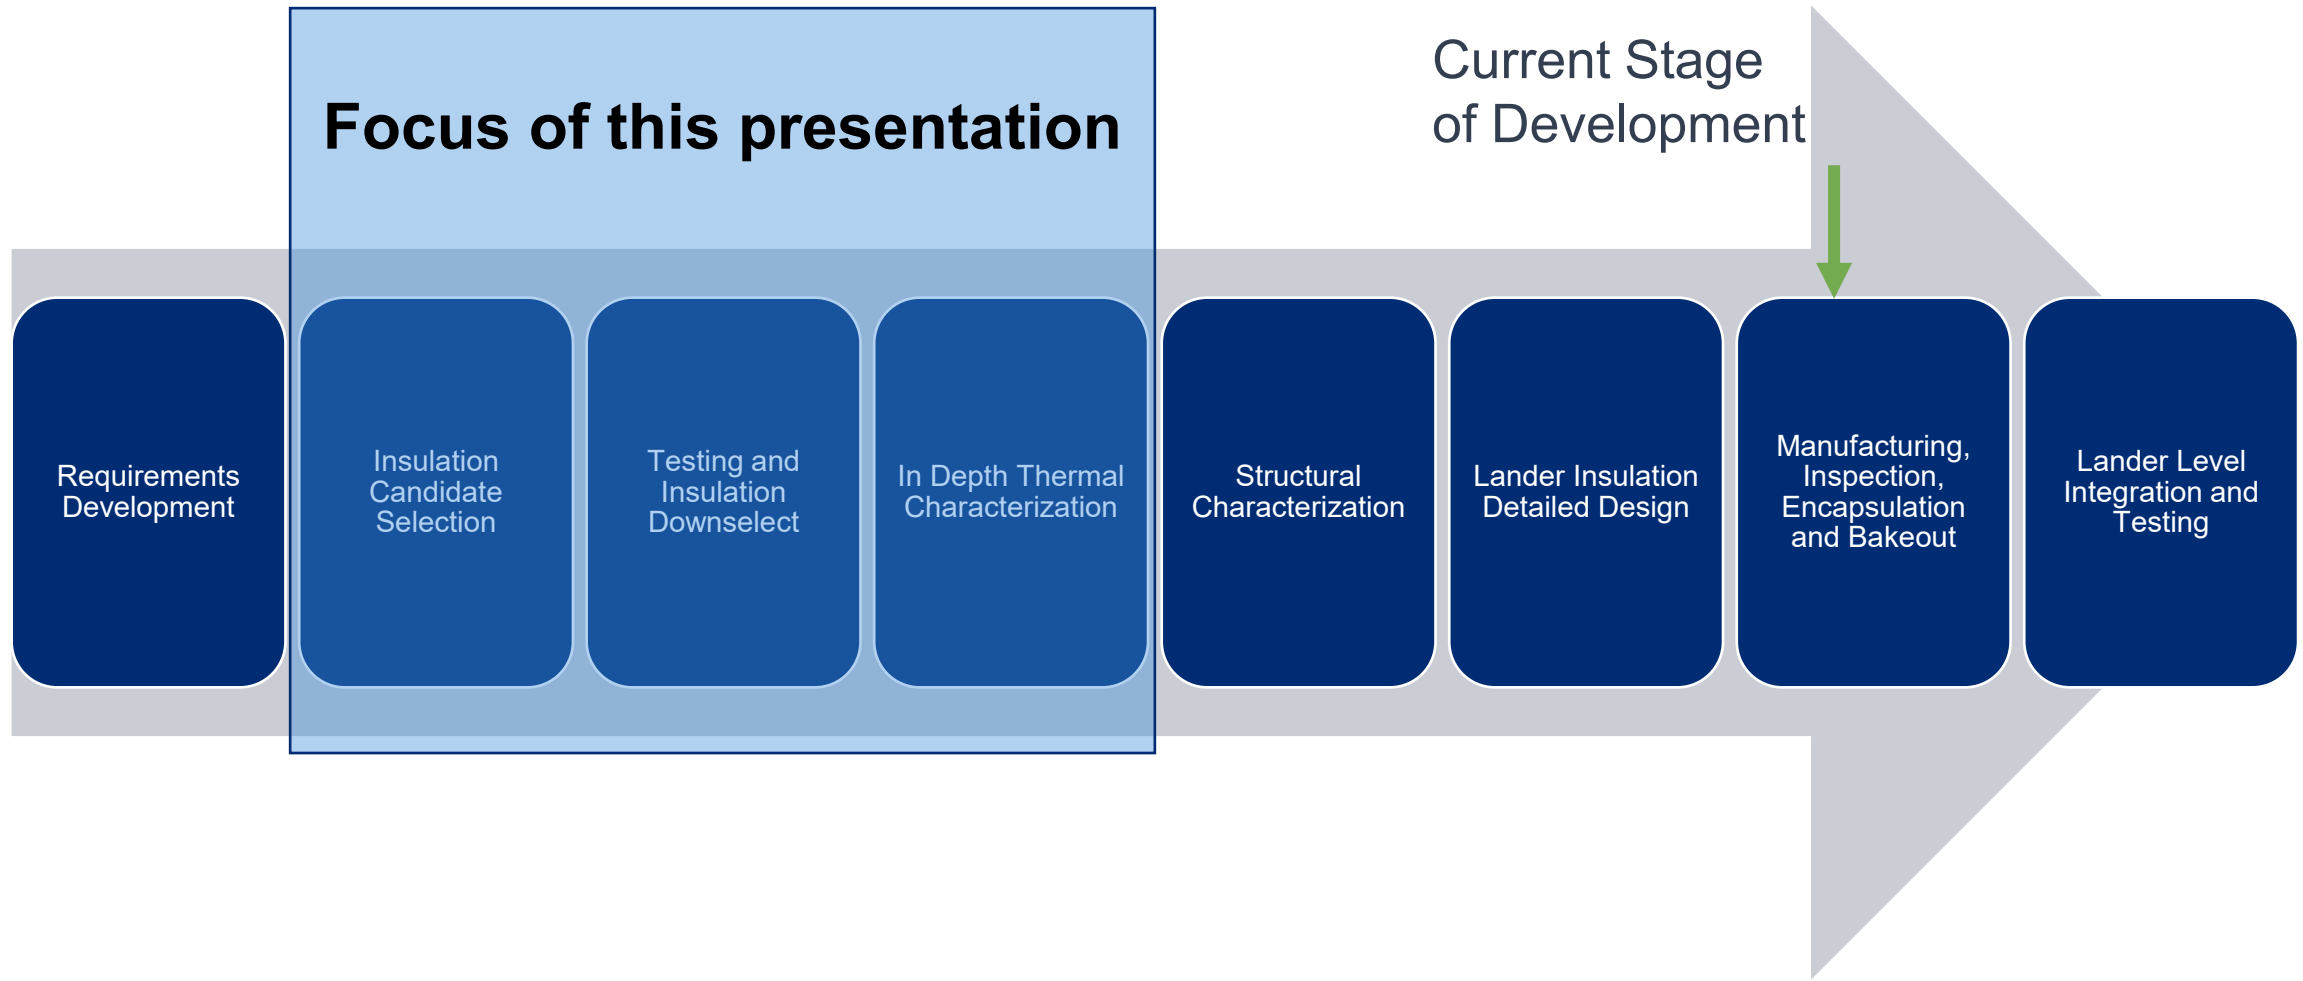 Focus of this presentation
Current Stage
of Development
Requirements
Development
Insulation
Candidate
Selection
Testing and
Insulation
Downselect
In Depth Thermal
Characterization
Structural
Characterization
Lander Insulation
Detailed Design
Manufacturing,
Inspection,
Encapsulation
and Bakeout
Lander Level
Integration and
Testing